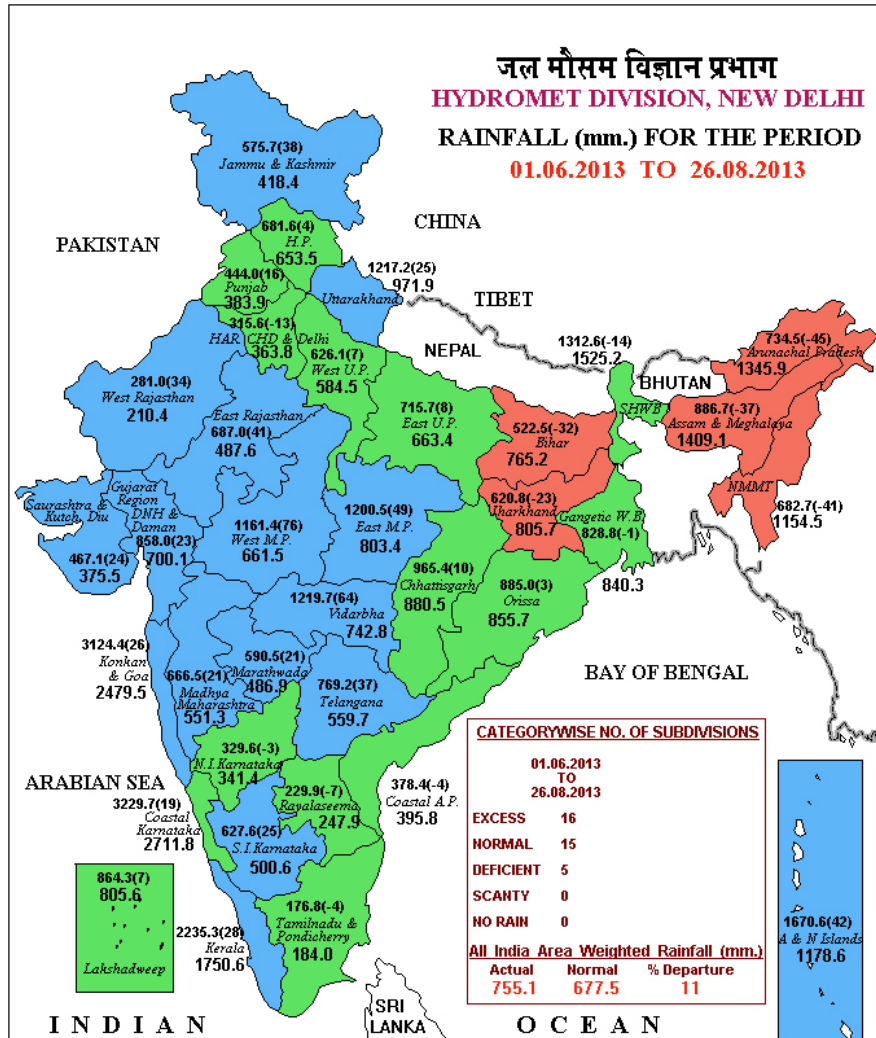 जल मौसम विज्ञान प्रभाग
HYDROMET DIVISION, NEW DELHI
RAINFALL (mm.) FOR THE PERIOD
01.06.2013 TO 26.08.2013
575.7(38)
Jammu & Kashmir
418.4
CHINA
PAKISTAN
681.6(4)
H.P.
653.5
444.0(16)
Punjab
383.9
1217.2(25)
971.9
Uttarakhand
TIBET
315.6(-13)
HAR CHD & Delhi
363.8
626.1(7)
West U.P.
584.5
NEPAL
1312.6(-14)
1525.2
BHUTAN
SHWB
734.5(-45)
Arunachal Pradesh
1345.9
886.7(-37)
Assam & Meghalaya
1409.1
NMMT
682.7(-41)
1154.5
281.0(34)
West Rajasthan
210.4
East Rajasthan
687.0(41)
487.6
715.7(8)
East U.P.
663.4
522.5(-32)
Bihar
765.2
620.8(-23)
Jharkhand
805.7
Gangetic W.B.
828.8(-1)
840.3
Saurashtra &
Kutch, Diu
467.1(24)
375.5
Gujarat
Region
DNH &
Daman
858.0(23)
700.1
1161.4(76)
West M.P.
661.5
1200.5(49)
East M.P.
803.4
965.4(10)
Chhattisgarh
880.5
885.0(3)
Orissa
855.7
1219.7(64)
Vidarbha
742.8
3124.4(26)
Konkan
& Goa
2479.5
666.5(21)
Madhya
Maharashtra
551.3
590.5(21)
Marathwada
486.9
769.2(37)
Telangana
559.7
BAY OF BENGAL
329.6(-3)
N.I.Karnataka
341.4
ARABIAN SEA
3229.7(19)
Coastal
Karnataka
2711.8
229.9(-7)
Rayalaseema
247.9
378.4(-4)
Coastal A.P.
395.8
627.6(25)
S.I.Karnataka
500.6
864.3(7)
805.6
Lakshadweep
2235.3(28)
Kerala
1750.6
176.8(-4)
Tamilnadu &
Pondicherry
184.0
CATEGORYWISE NO. OF SUBDIVISIONS
01.06.2013
TO
26.08.2013
EXCESS 16
NORMAL 15
DEFICIENT 5
SCANTY 0
NO RAIN 0
All India Area Weighted Rainfall (mm.)
Actual Normal % Departure
755.1 677.5 11
1670.6(42)
A & N Islands
1178.6
SRI
LANKA
INDIAN OCEAN